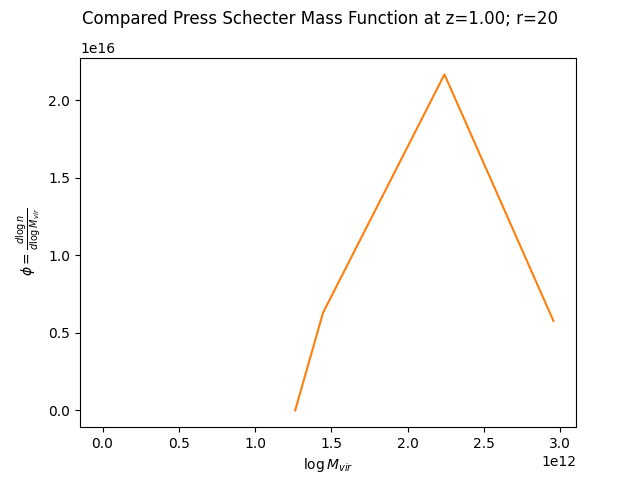 Compared Press Schecter Mass Function at z=1.00; r=20
1e16
2.0
1.5
1.0
0.5
0.0
ϕ = d log n / d log M_vir
0.0 0.5 1.0 1.5 2.0 2.5 3.0
1e12
log M_vir